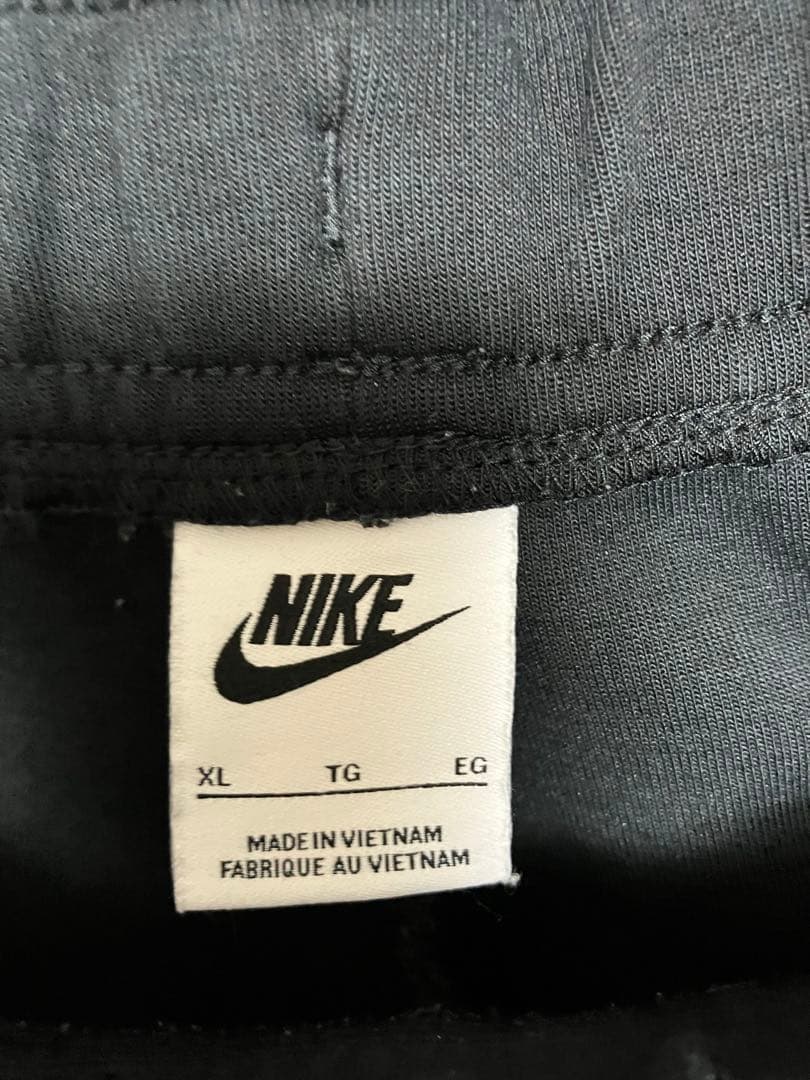 NIKE
XL TG EG
MADE IN VIETNAM
FABRIQUE AU VIETNAM